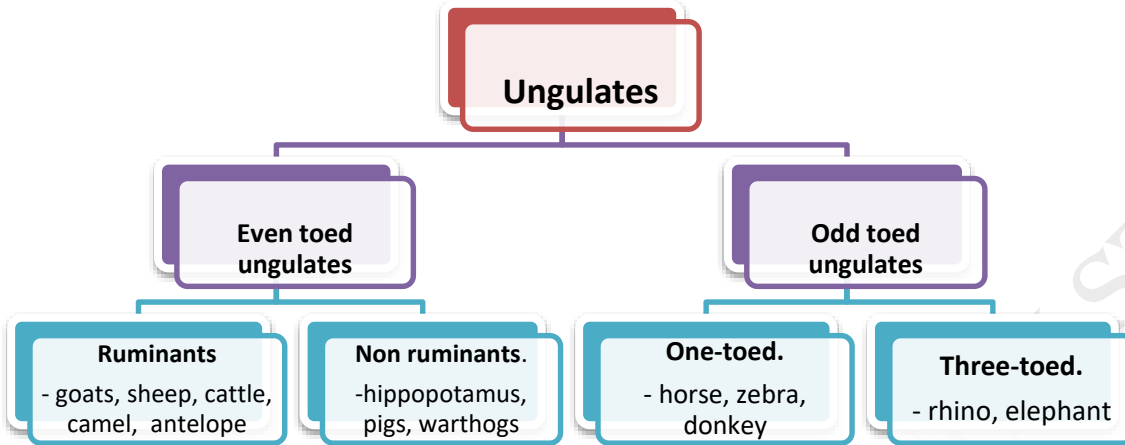 Ungulates
Even toed
ungulates
Odd toed
ungulates
Ruminants
- goats, sheep, cattle,
camel, antelope
Non ruminants.
-hippopotamus,
pigs, warthogs
One-toed.
- horse, zebra,
donkey
Three-toed.
- rhino, elephant